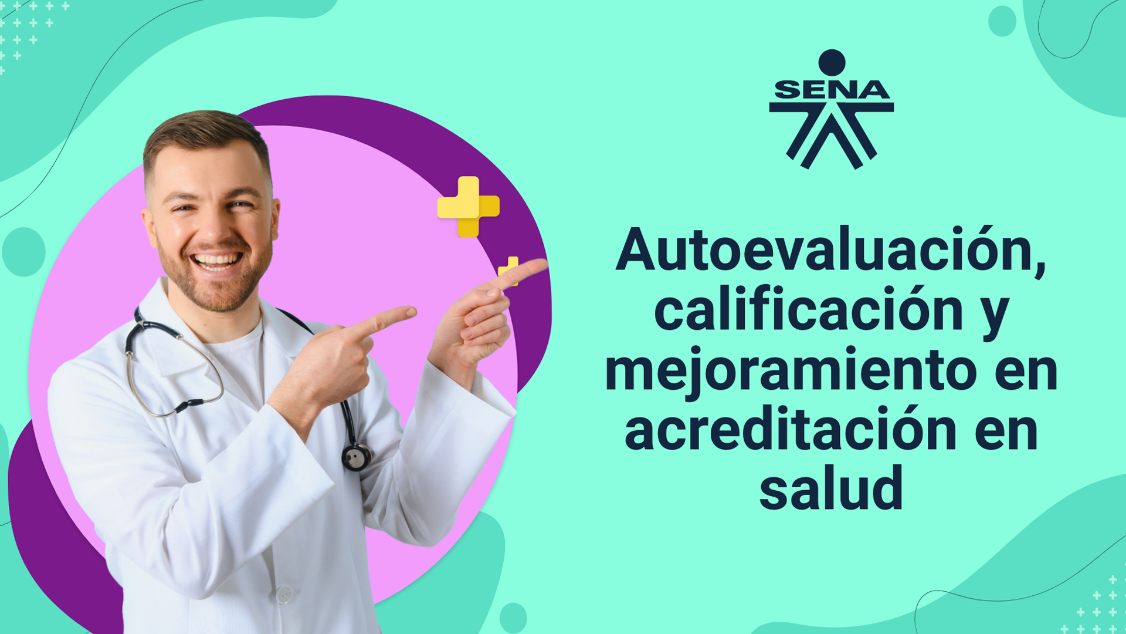 SENA
Autoevaluación,
calificación y
mejoramiento en
acreditación en
salud